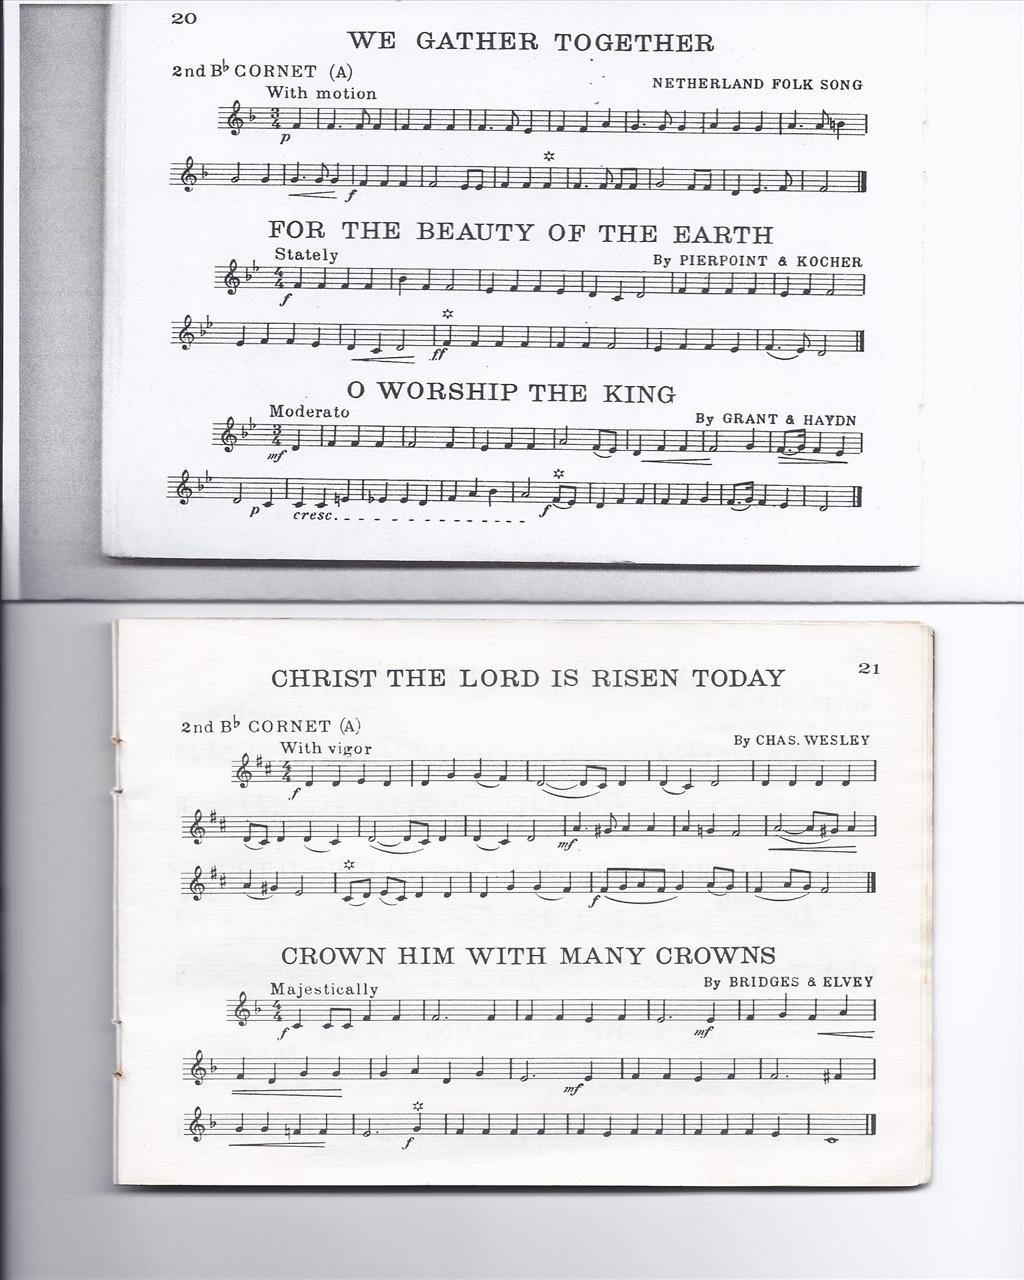 20
WE GATHER TOGETHER
2nd B♭ CORNET (A)
NETHERLAND FOLK SONG
With motion
p
f
FOR THE BEAUTY OF THE EARTH
Stately
By PIERPOINT & KOCHER
f
ff
O WORSHIP THE KING
Moderato
By GRANT & HAYDN
mf
p cresc. f
CHRIST THE LORD IS RISEN TODAY
21
2nd B♭ CORNET (A)
With vigor
By CHAS. WESLEY
f
mf
f
CROWN HIM WITH MANY CROWNS
Majestically
By BRIDGES & ELVEY
f mf
mf
f